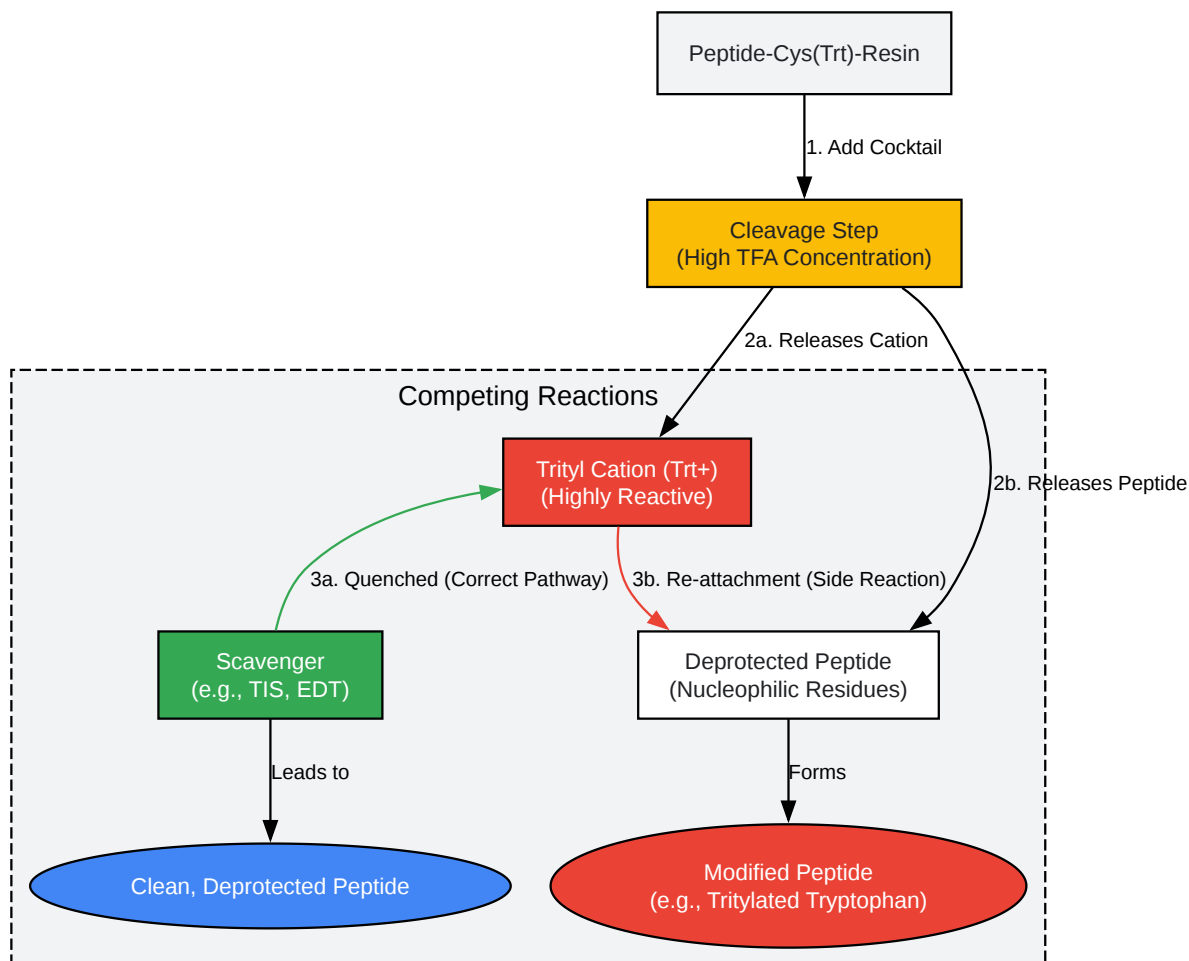 Peptide-Cys(Trt)-Resin
1. Add Cocktail
Cleavage Step
(High TFA Concentration)
2a. Releases Cation
Competing Reactions
Trityl Cation (Trt+)
(Highly Reactive)
2b. Releases Peptide
3a. Quenched (Correct Pathway)
3b. Re-attachment (Side Reaction)
Scavenger
(e.g., TIS, EDT)
Deprotected Peptide
(Nucleophilic Residues)
Leads to
Forms
Clean, Deprotected Peptide
Modified Peptide
(e.g., Tritylated Tryptophan)